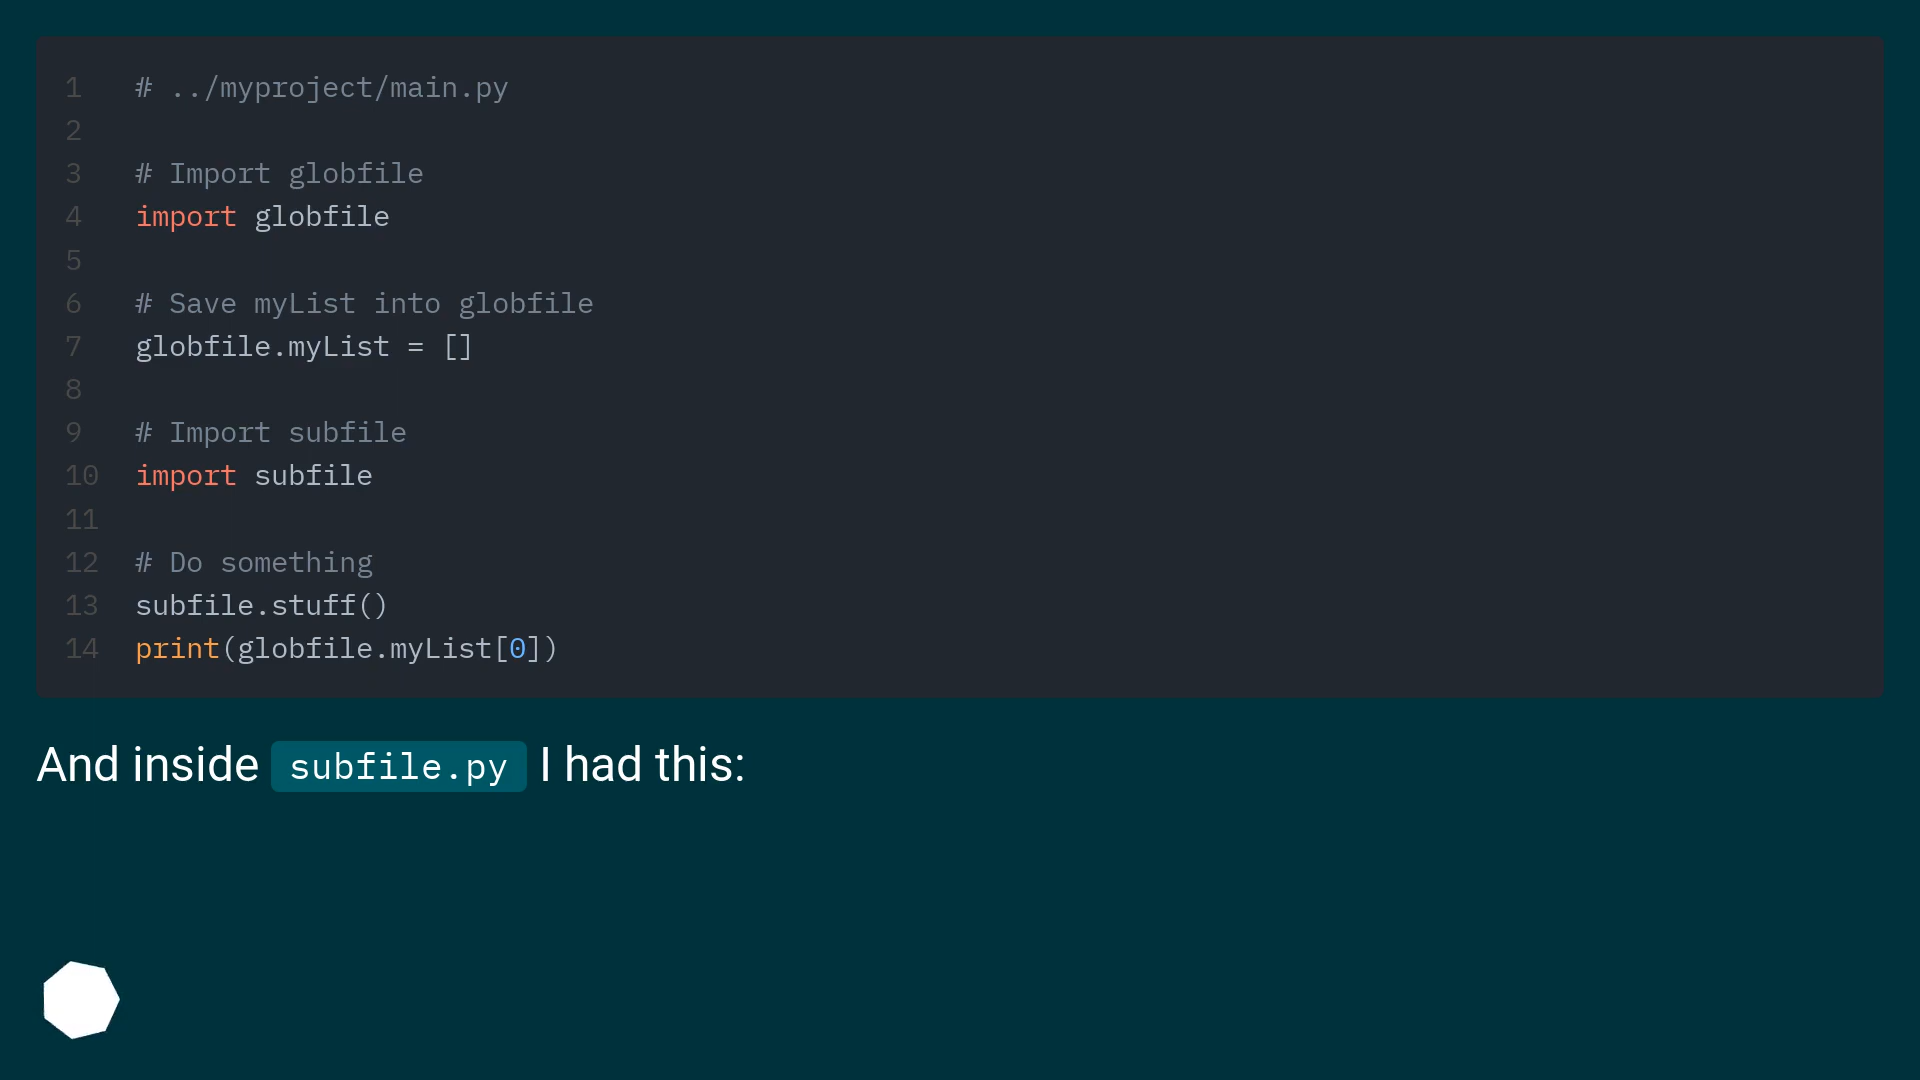 1 # ../myproject/main.py
2
3 # Import globfile
4 import globfile
5
6 # Save myList into globfile
7 globfile.myList = []
8
9 # Import subfile
10 import subfile
11
12 # Do something
13 subfile.stuff()
14 print(globfile.myList[0])
And inside subfile.py I had this: